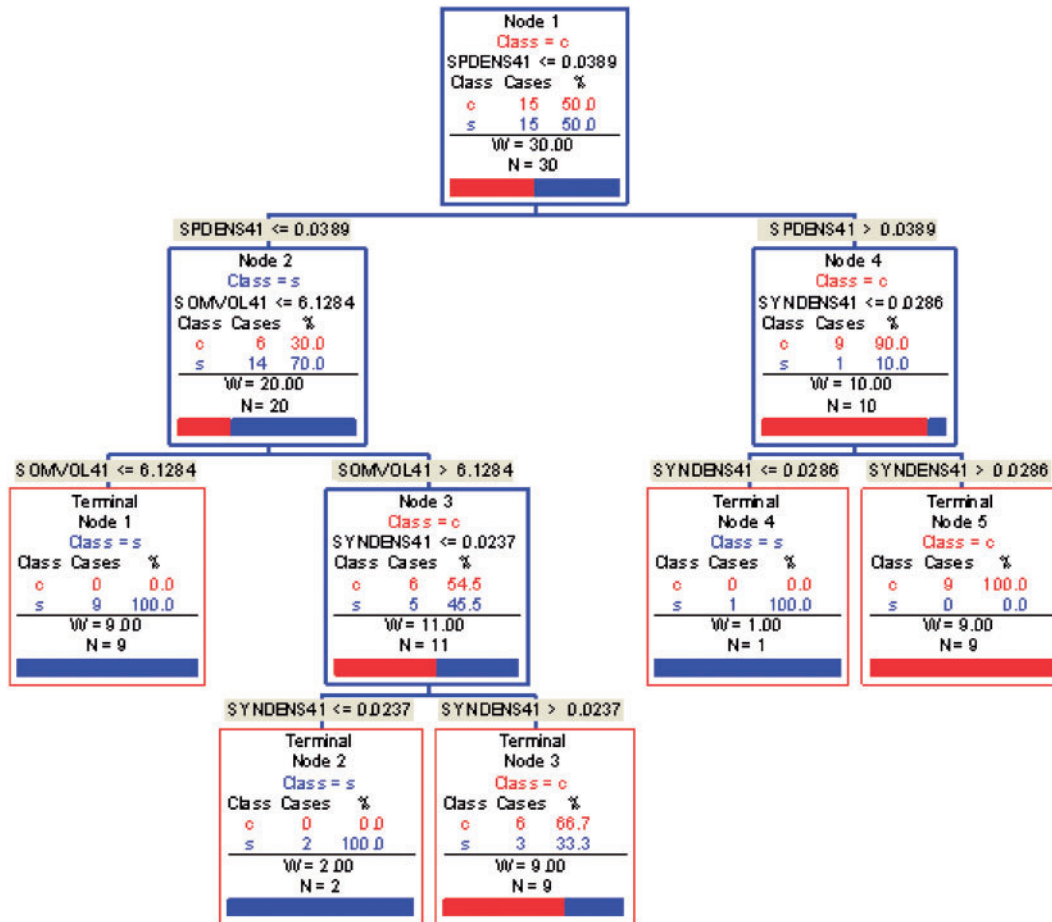 Node 1
Class = c
SPDENS41 <= 0.0389
Class Cases %
c 15 50.0
s 15 50.0
W = 30.00
N = 30
SPDENS41 <= 0.0389
SPDENS41 > 0.0389
Node 2
Class = s
SOMVOL41 <= 6.1284
Class Cases %
c 6 30.0
s 14 70.0
W = 20.00
N = 20
Node 4
Class = c
SYNDENS41 <= 0.0286
Class Cases %
c 9 90.0
s 1 10.0
W = 10.00
N = 10
SOMVOL41 <= 6.1284
SOMVOL41 > 6.1284
SYNDENS41 <= 0.0286
SYNDENS41 > 0.0286
Terminal
Node 1
Class = s
Class Cases %
c 0 0.0
s 9 100.0
W = 9.00
N = 9
Node 3
Class = c
SYNDENS41 <= 0.0237
Class Cases %
c 6 54.5
s 5 45.5
W = 11.00
N = 11
Terminal
Node 4
Class = s
Class Cases %
c 0 0.0
s 1 100.0
W = 1.00
N = 1
Terminal
Node 5
Class = c
Class Cases %
c 9 100.0
s 0 0.0
W = 9.00
N = 9
SYNDENS41 <= 0.0237
SYNDENS41 > 0.0237
Terminal
Node 2
Class = s
Class Cases %
c 0 0.0
s 2 100.0
W = 2.00
N = 2
Terminal
Node 3
Class = c
Class Cases %
c 6 66.7
s 3 33.3
W = 9.00
N = 9